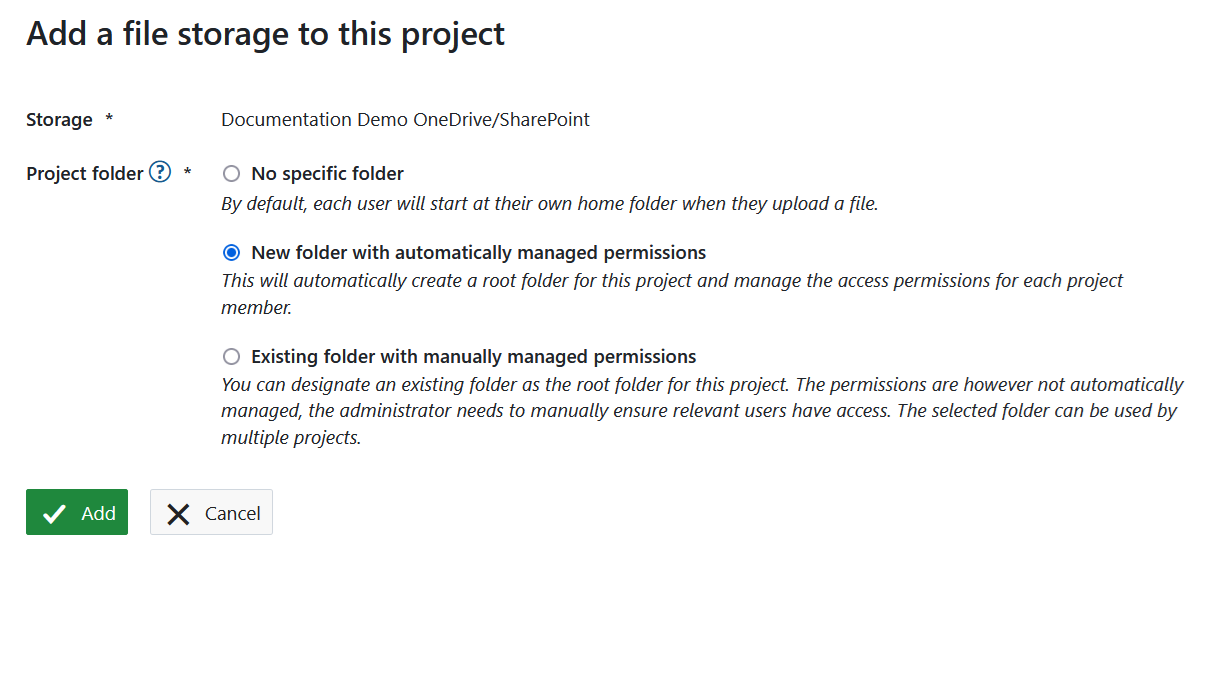 Add a file storage to this project
Storage * Documentation Demo OneDrive/SharePoint
Project folder ? * No specific folder
By default, each user will start at their own home folder when they upload a file.
New folder with automatically managed permissions
This will automatically create a root folder for this project and manage the access permissions for each project
member.
Existing folder with manually managed permissions
You can designate an existing folder as the root folder for this project. The permissions are however not automatically
managed, the administrator needs to manually ensure relevant users have access. The selected folder can be used by
multiple projects.
Add Cancel